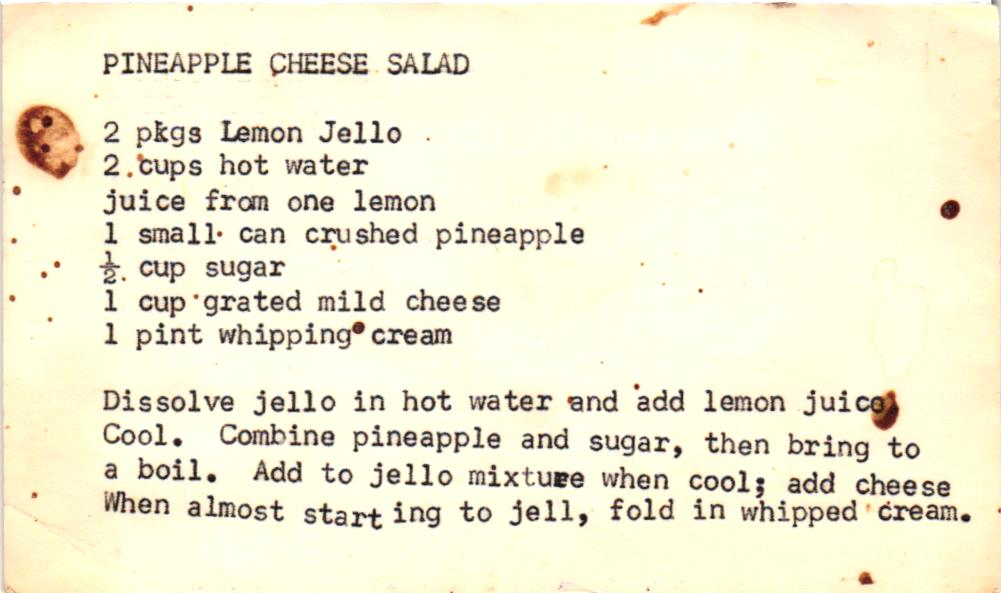 PINEAPPLE CHEESE SALAD
2 pkgs Lemon Jello
2 cups hot water
juice from one lemon
1 small can crushed pineapple
½ cup sugar
1 cup grated mild cheese
1 pint whipping cream
Dissolve jello in hot water and add lemon juice
Cool. Combine pineapple and sugar, then bring to
a boil. Add to jello mixture when cool; add cheese
When almost starting to jell, fold in whipped cream.